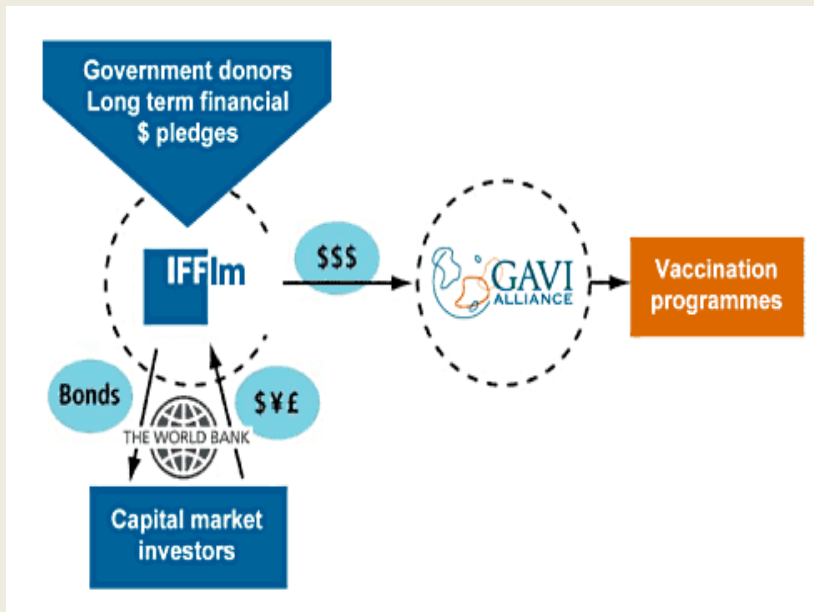 Government donors
Long term financial
$ pledges
IFFIm
$$$
GAVI
ALLIANCE
Vaccination
programmes
Bonds
$¥£
THE WORLD BANK
Capital market
investors